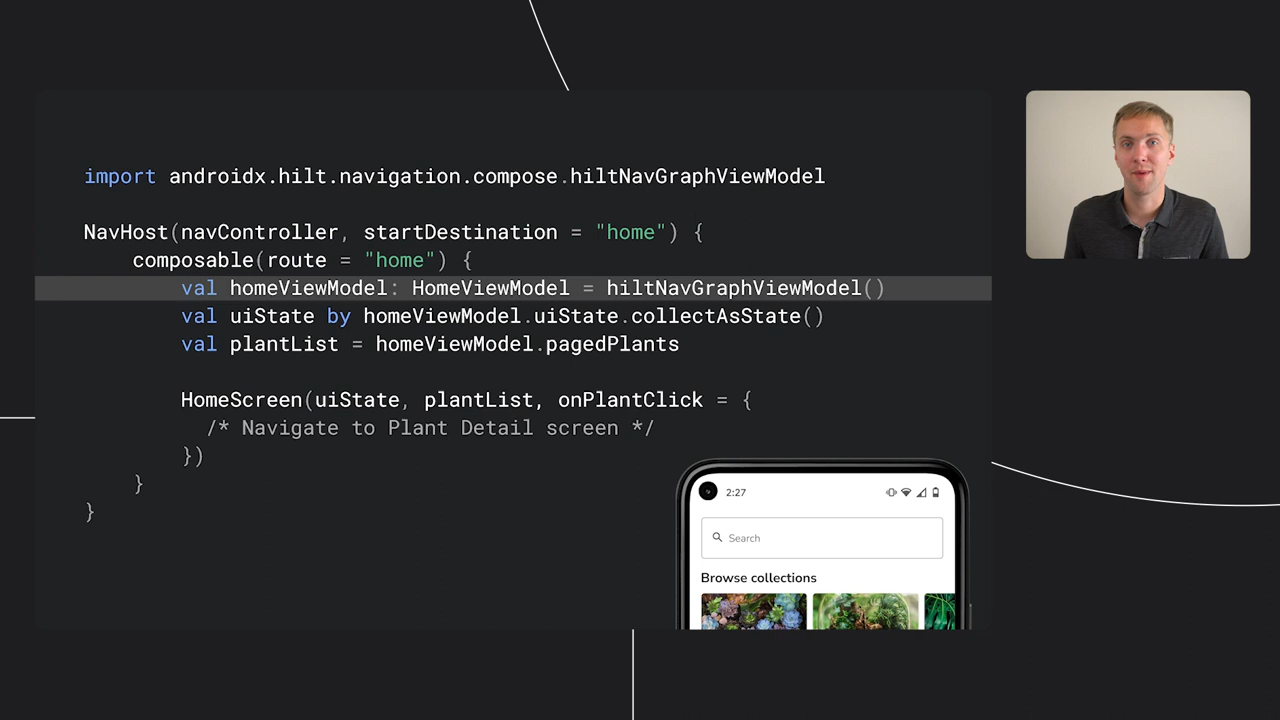 import androidx.hilt.navigation.compose.hiltNavGraphViewModel
NavHost(navController, startDestination = "home") {
composable(route = "home") {
val homeViewModel: HomeViewModel = hiltNavGraphViewModel()
val uiState by homeViewModel.uiState.collectAsState()
val plantList = homeViewModel.pagedPlants
HomeScreen(uiState, plantList, onPlantClick = {
/* Navigate to Plant Detail screen */
})
}
}
2:27
Search
Browse collections